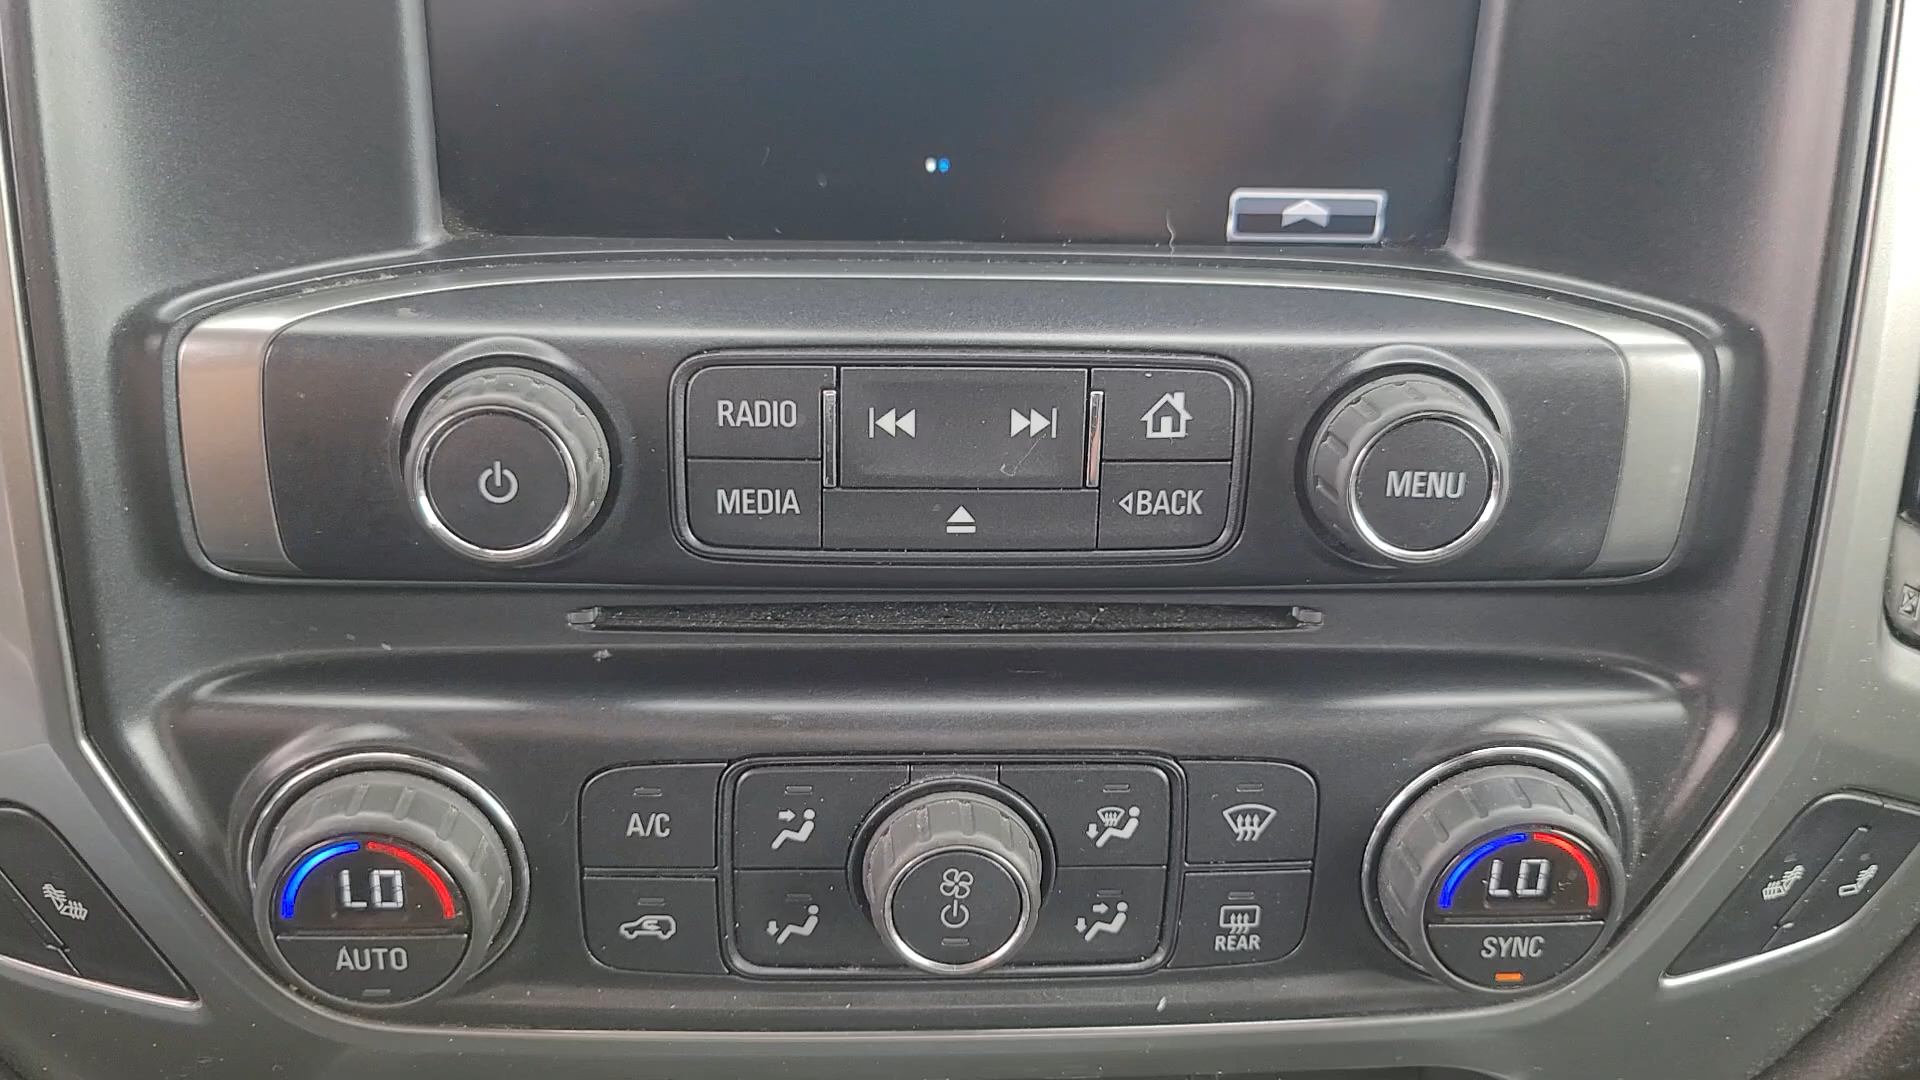 RADIO
MEDIA
◁BACK
MENU
A/C
LO
AUTO
REAR
LO
SYNC